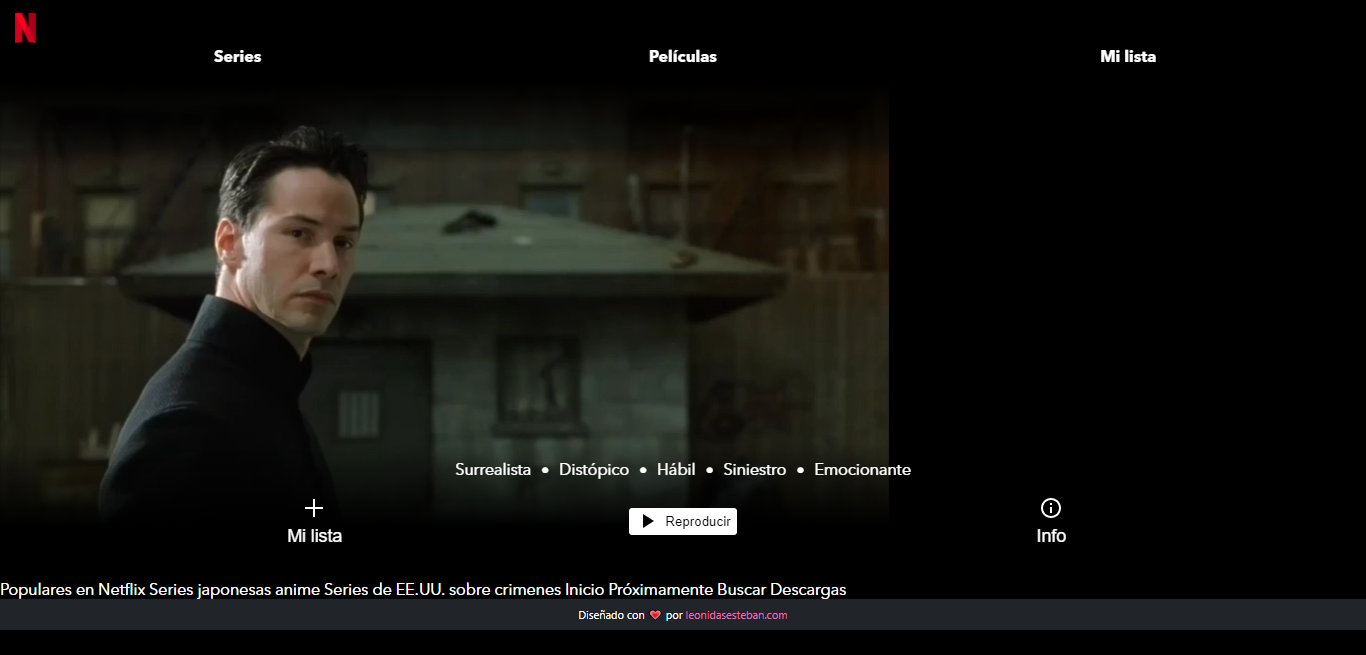 N
Series Películas Mi lista
Surrealista • Distópico • Hábil • Siniestro • Emocionante
Mi lista Reproducir Info
Populares en Netflix Series japonesas anime Series de EE.UU. sobre crimenes Inicio Próximamente Buscar Descargas
Diseñado con ❤️ por leonidasesteban.com